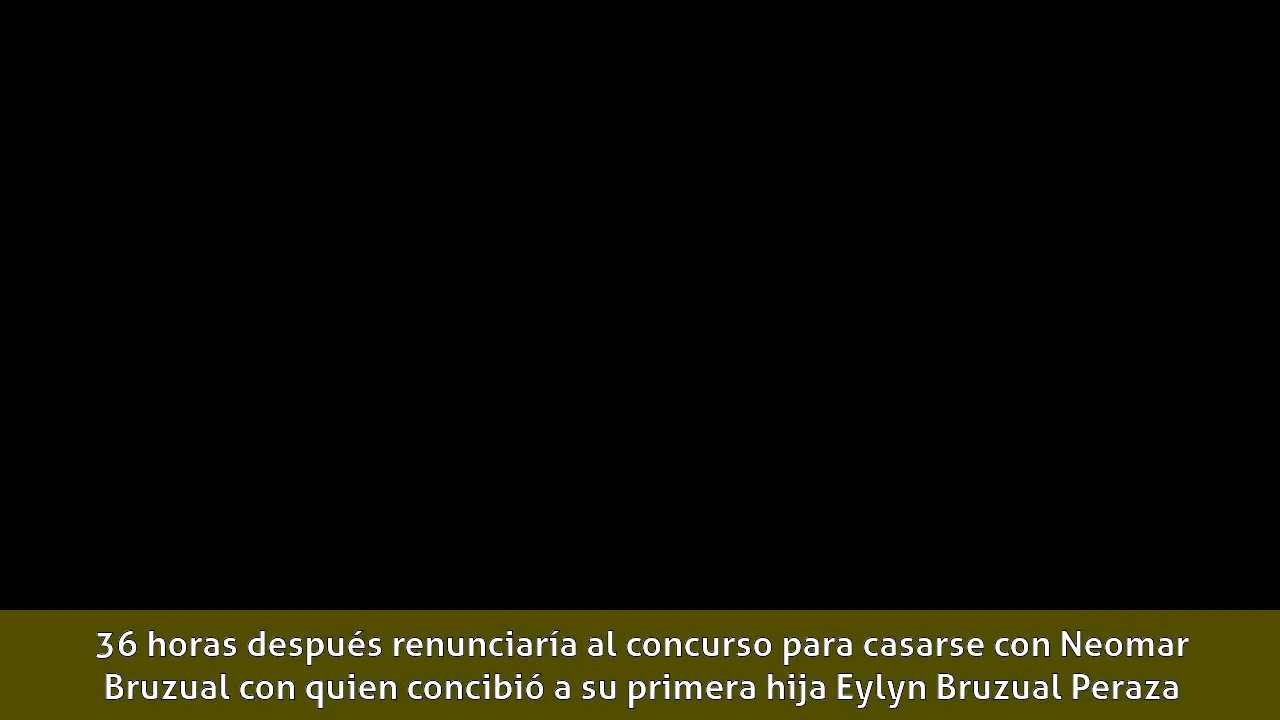 36 horas después renunciaría al concurso para casarse con Neomar
Bruzual con quien concibió a su primera hija Eylyn Bruzual Peraza